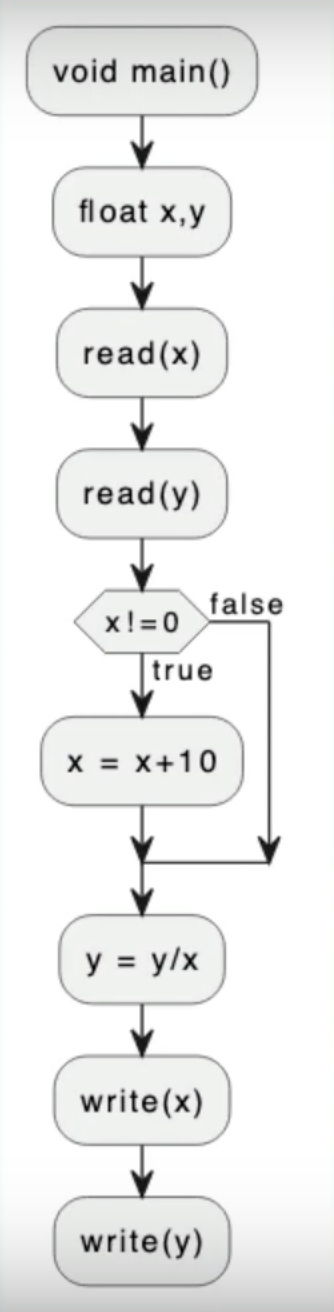 void main()
float x,y
read(x)
read(y)
x!=0
false
true
x = x+10
y = y/x
write(x)
write(y)